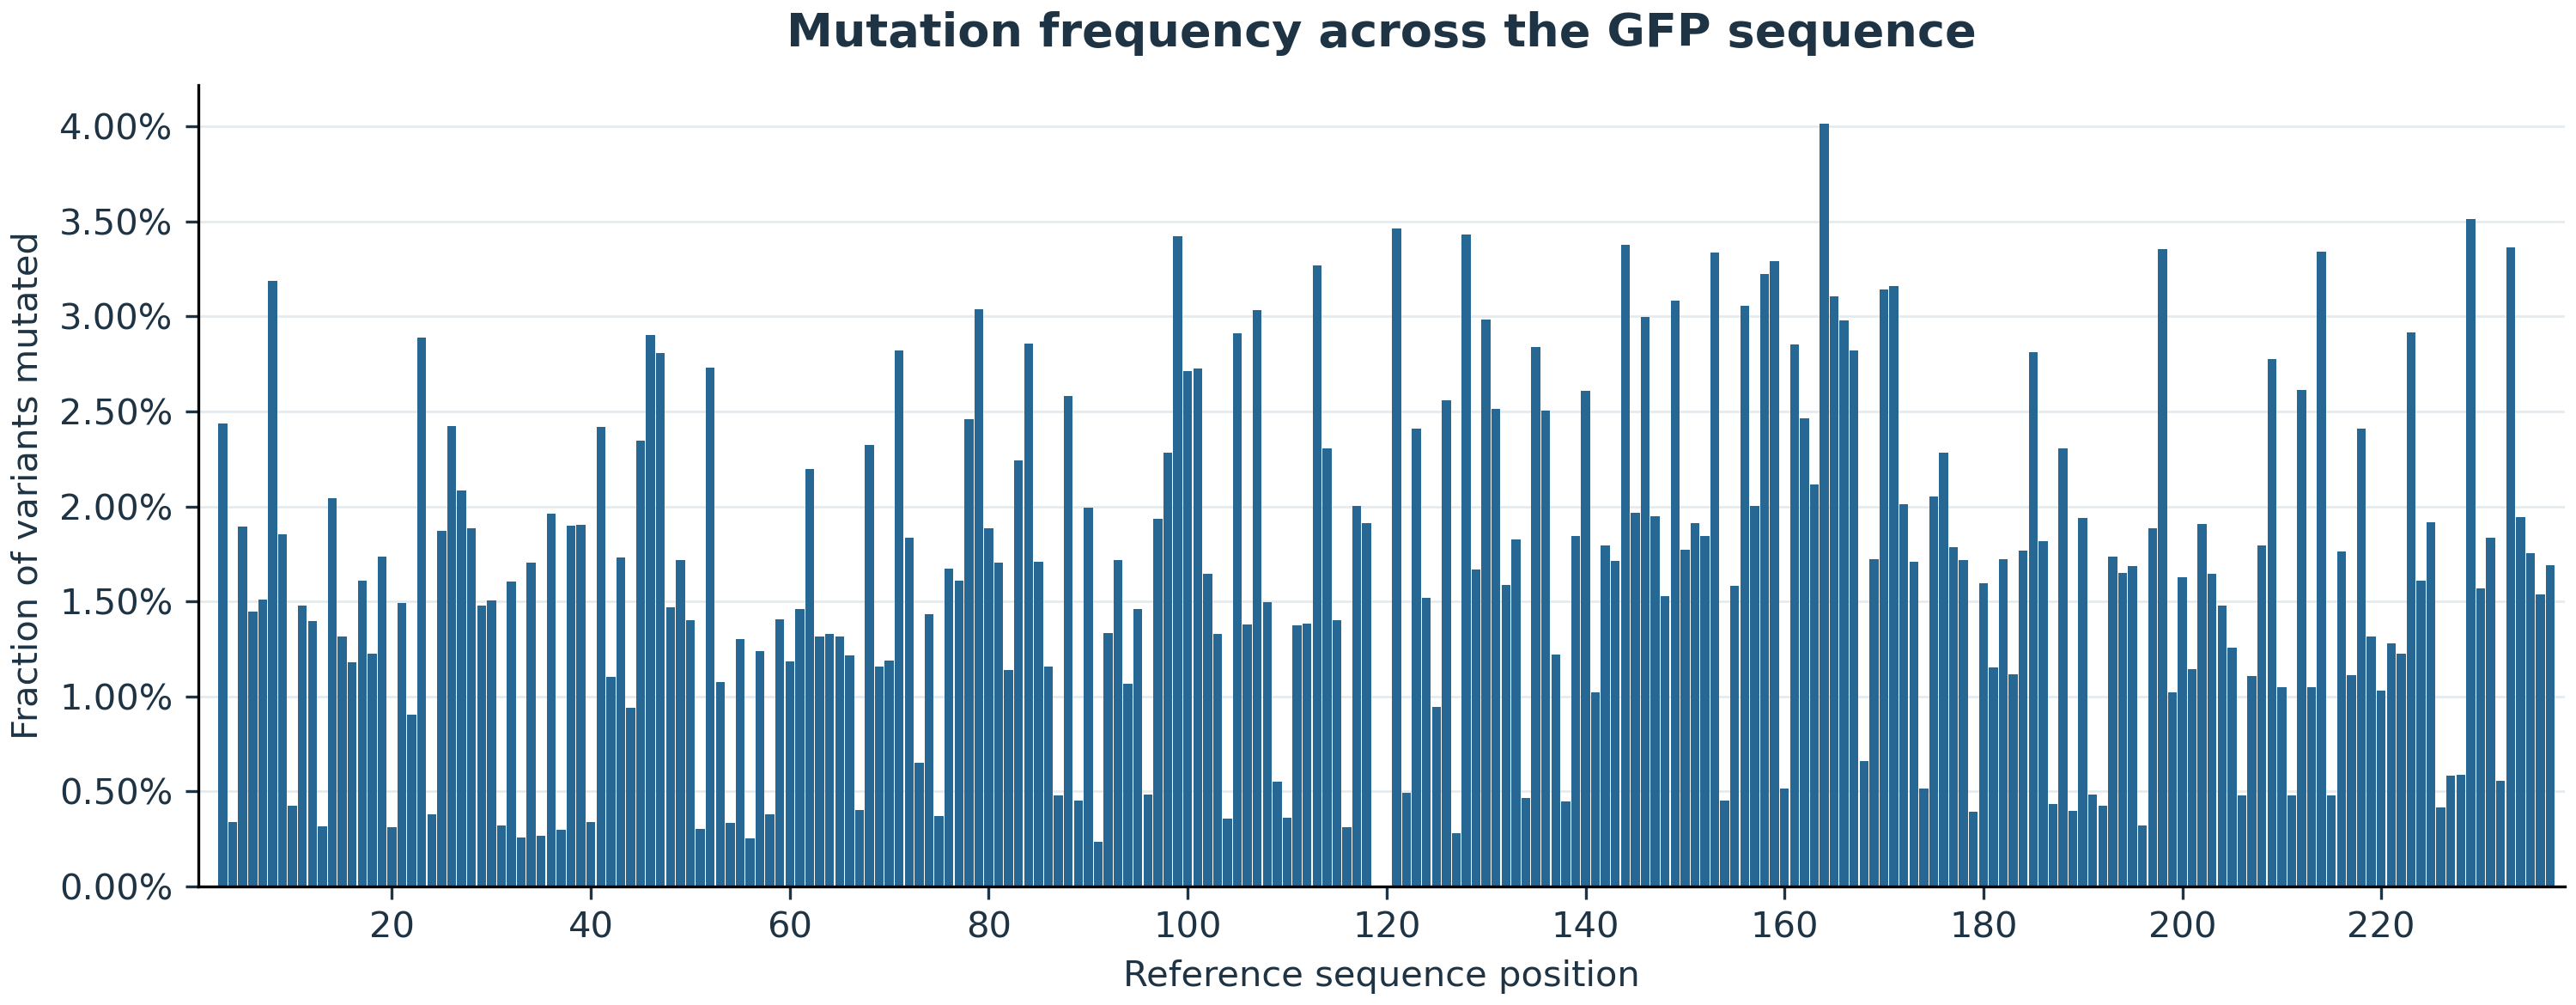 Mutation frequency across the GFP sequence
Fraction of variants mutated
4.00%
3.50%
3.00%
2.50%
2.00%
1.50%
1.00%
0.50%
0.00%
20 40 60 80 100 120 140 160 180 200 220
Reference sequence position